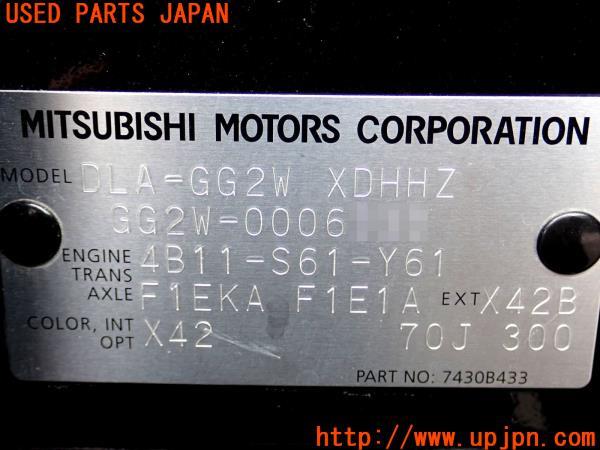 USED PARTS JAPAN
MITSUBISHI MOTORS CORPORATION
MODEL DLA-GG2W XDHHZ
GG2W-0006
ENGINE 4B11-S61-Y61
TRANS AXLE F1EKA F1E1A EXT X42B
COLOR, INT OPT X42 70J 300
PART NO: 7430B433
http://www.upjpn.com